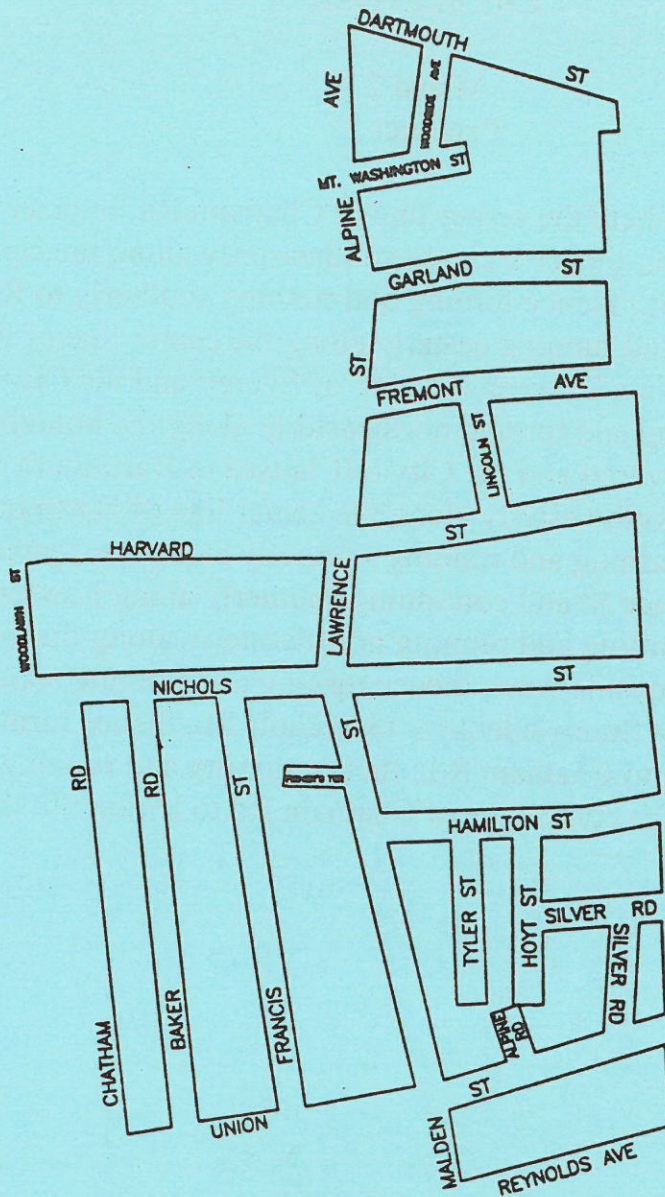 DARTMOUTH
ST
AVE
WOODSIDE AVE
MT. WASHINGTON ST
ALPINE
GARLAND
ST
ST
FREMONT
AVE
LINCOLN ST
HARVARD
ST
WOODLAWN ST
LAWRENCE
NICHOLS
ST
RD
RD
ST
ST
HAMILTON ST
TYLER ST
HOYT ST
SILVER RD
SILVER RD
ALPINE RD
CHATHAM
BAKER
FRANCIS
UNION
ST
MALDEN
REYNOLDS AVE